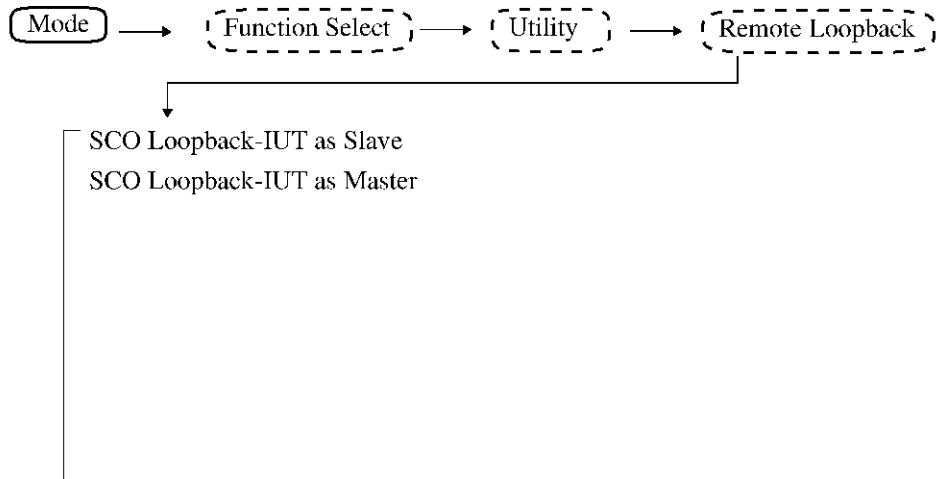 Mode Function Select Utility Remote Loopback
SCO Loopback-IUT as Slave
SCO Loopback-IUT as Master